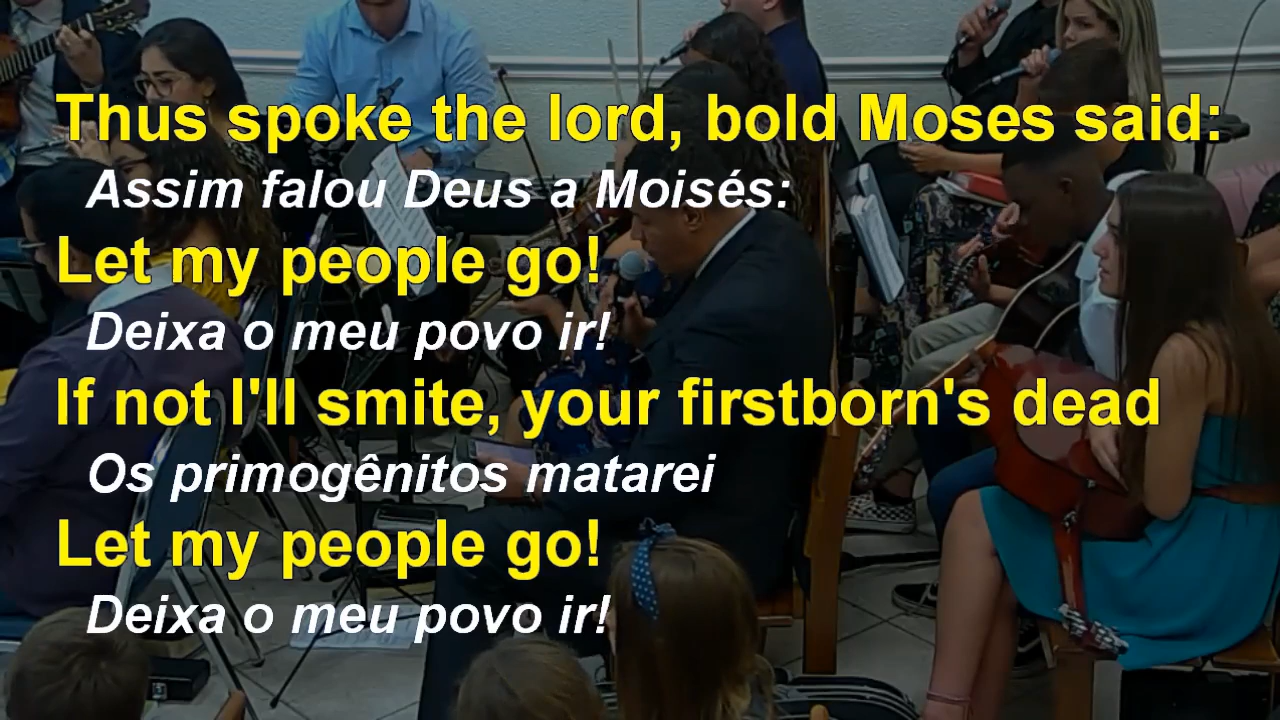 Thus spoke the lord, bold Moses said:
Assim falou Deus a Moisés:
Let my people go!
Deixa o meu povo ir!
If not I'll smite, your firstborn's dead
Os primogênitos matarei
Let my people go!
Deixa o meu povo ir!